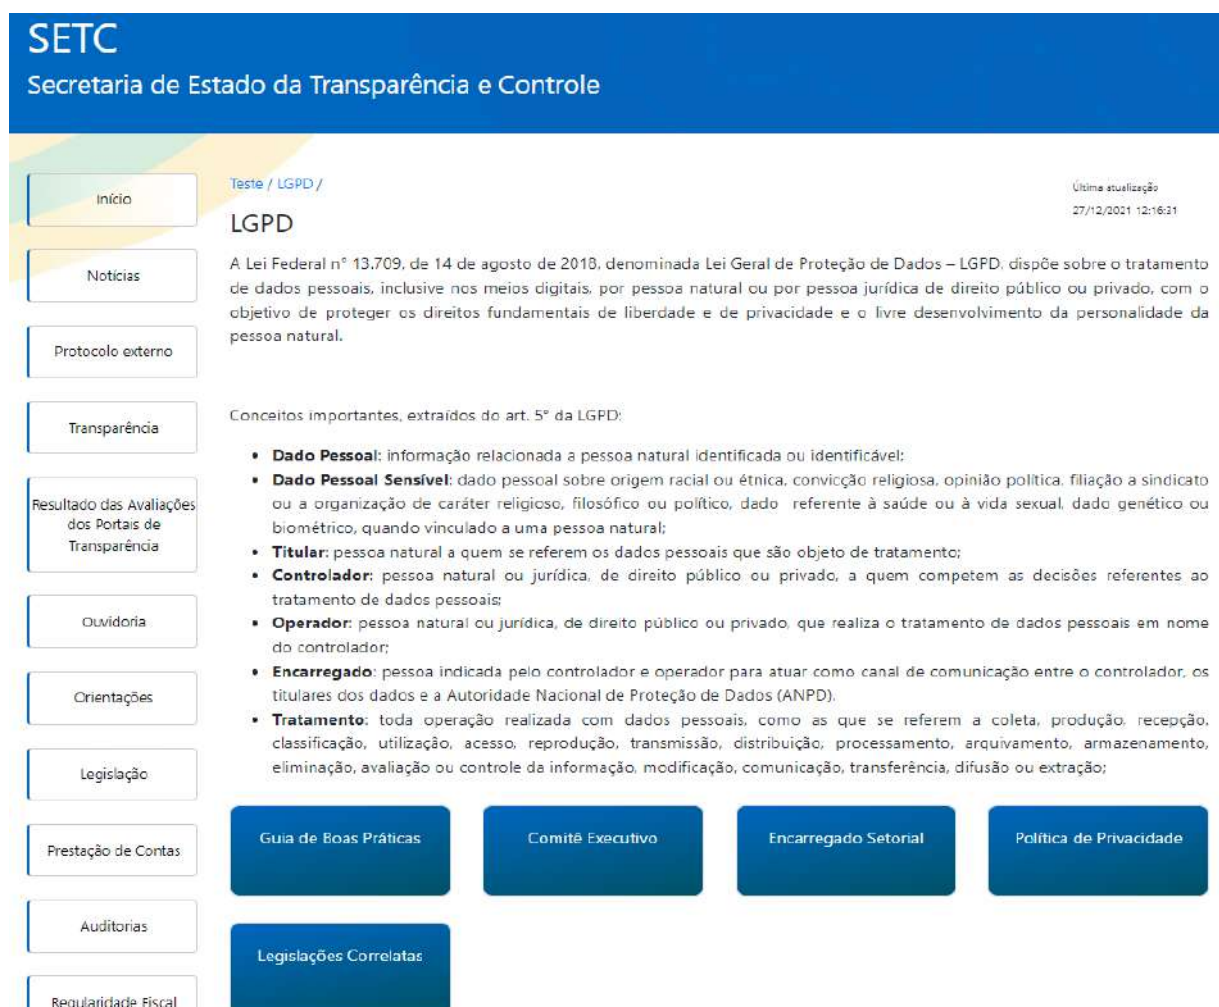 SETC
Secretaria de Estado da Transparência e Controle
Início
Notícias
Protocolo externo
Transparência
Resultado das Avaliações
dos Portais de
Transparência
Ouvidoria
Orientações
Legislação
Prestação de Contas
Auditorias
Regularidade Fiscal
Teste / LGPD /
Última atualização
27/12/2021 12:16:31
LGPD
A Lei Federal n° 13.709, de 14 de agosto de 2018, denominada Lei Geral de Proteção de Dados – LGPD, dispõe sobre o tratamento
de dados pessoais, inclusive nos meios digitais, por pessoa natural ou por pessoa jurídica de direito público ou privado, com o
objetivo de proteger os direitos fundamentais de liberdade e de privacidade e o livre desenvolvimento da personalidade da
pessoa natural.
Conceitos importantes, extraídos do art. 5° da LGPD:
• Dado Pessoal: informação relacionada a pessoa natural identificada ou identificável;
• Dado Pessoal Sensível: dado pessoal sobre origem racial ou étnica, convicção religiosa, opinião política, filiação a sindicato
ou a organização de caráter religioso, filosófico ou político, dado referente à saúde ou à vida sexual, dado genético ou
biométrico, quando vinculado a uma pessoa natural;
• Titular: pessoa natural a quem se referem os dados pessoais que são objeto de tratamento;
• Controlador: pessoa natural ou jurídica, de direito público ou privado, a quem competem as decisões referentes ao
tratamento de dados pessoais;
• Operador: pessoa natural ou jurídica, de direito público ou privado, que realiza o tratamento de dados pessoais em nome
do controlador;
• Encarregado: pessoa indicada pelo controlador e operador para atuar como canal de comunicação entre o controlador, os
titulares dos dados e a Autoridade Nacional de Proteção de Dados (ANPD).
• Tratamento: toda operação realizada com dados pessoais, como as que se referem a coleta, produção, recepção,
classificação, utilização, acesso, reprodução, transmissão, distribuição, processamento, arquivamento, armazenamento,
eliminação, avaliação ou controle da informação, modificação, comunicação, transferência, difusão ou extração;
Guia de Boas Práticas
Comitê Executivo
Encarregado Setorial
Política de Privacidade
Legislações Correlatas